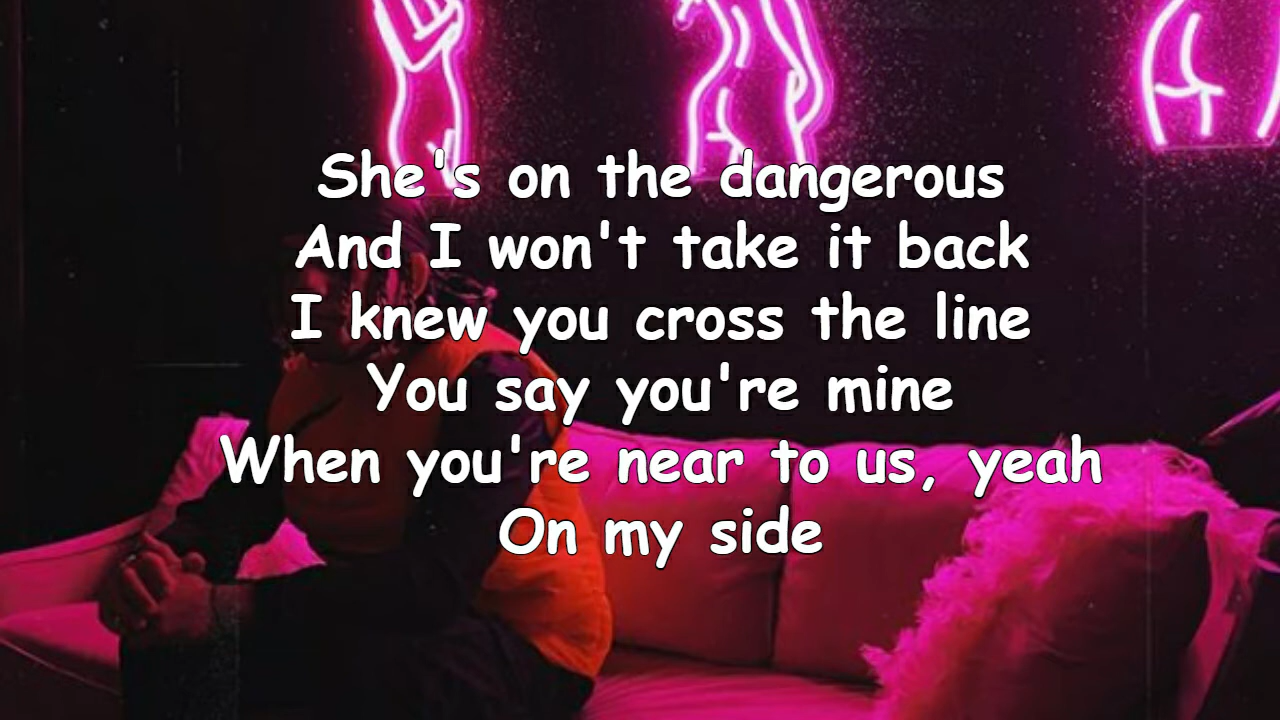 She's on the dangerous
And I won't take it back
I knew you cross the line
You say you're mine
When you're near to us, yeah
On my side